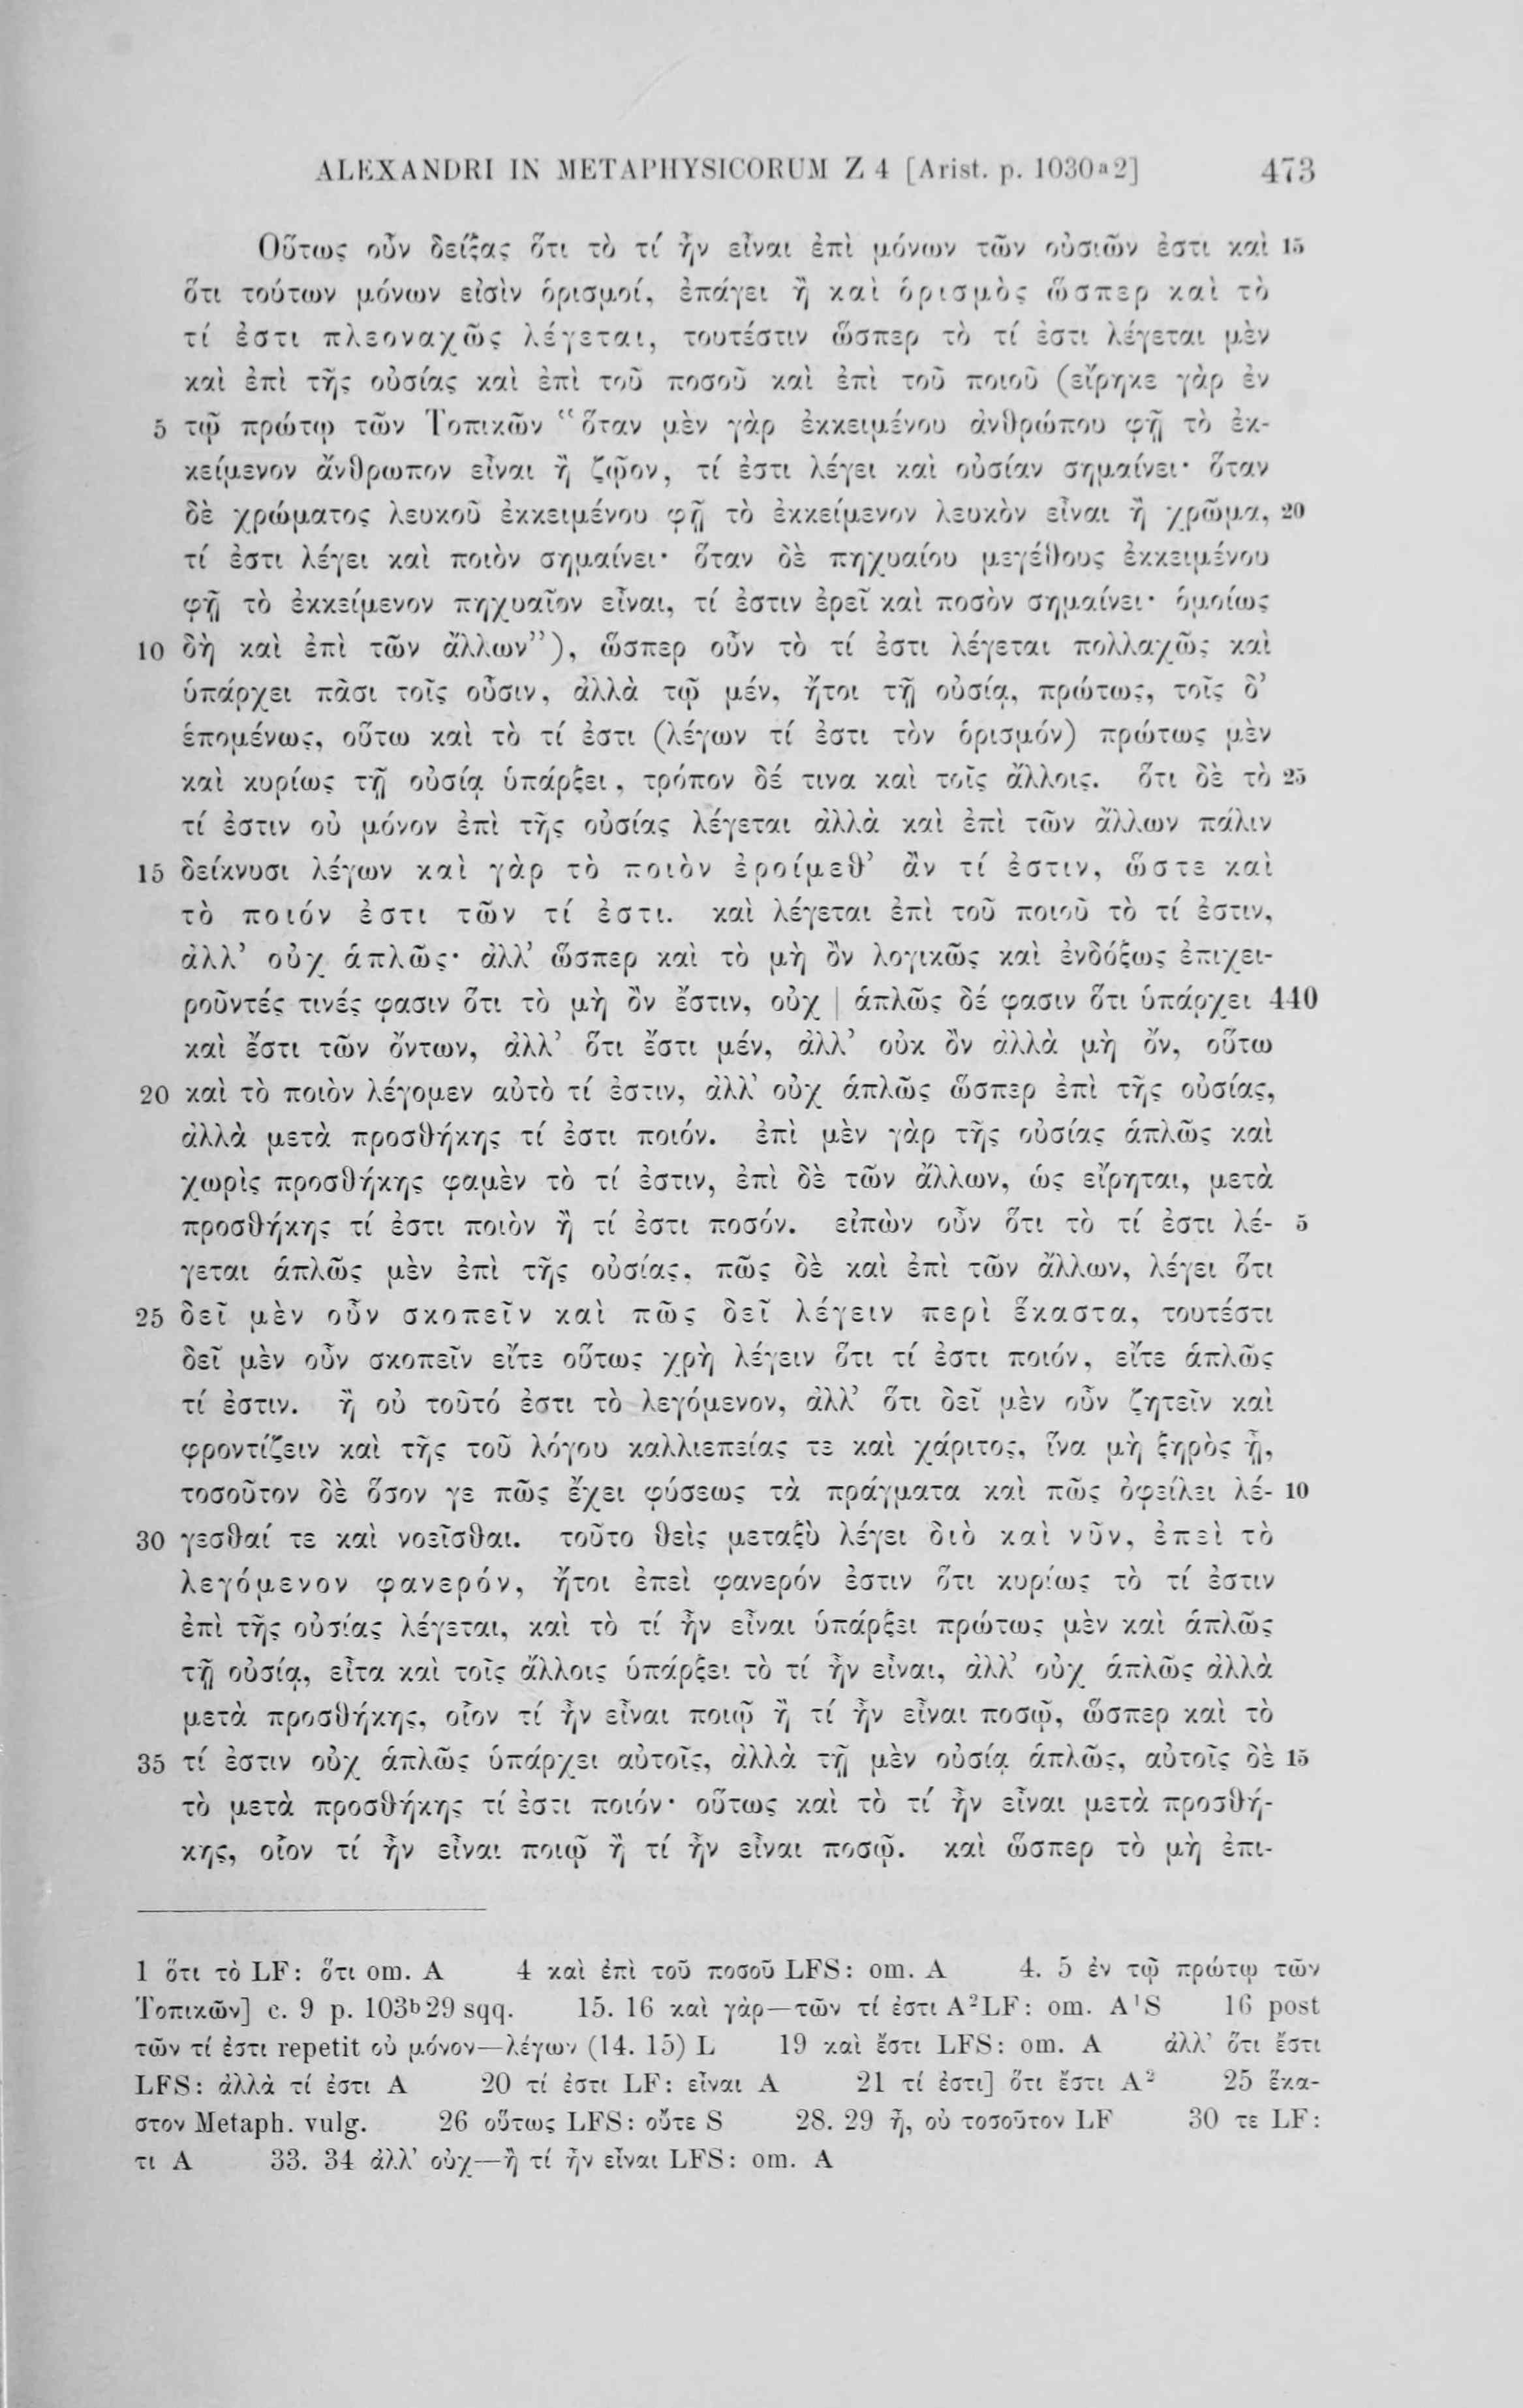 ALEXANDRI IN METAPHYSICORUM Z 4 [Arist. p. 1030ᵃ2] 473
Οὕτως οὖν δείξας ὅτι τὸ τί ἦν εἶναι ἐπὶ μόνων τῶν οὐσιῶν ἐστι καὶ 15
ὅτι τούτων μόνων εἰσὶν ὁρισμοί, ἐπάγει ἢ καὶ ὁρισμὸς ὥσπερ καὶ τὸ
τί ἐστι πλεοναχῶς λέγεται, τουτέστιν ὥσπερ τὸ τί ἐστι λέγεται μὲν
καὶ ἐπὶ τῆς οὐσίας καὶ ἐπὶ τοῦ ποσοῦ καὶ ἐπὶ τοῦ ποιοῦ (εἴρηκε γὰρ ἐν
5 τῷ πρώτῳ τῶν Τοπικῶν “ὅταν μὲν γὰρ ἐκκειμένου ἀνθρώπου φῇ τὸ ἐκ-
κείμενον ἄνθρωπον εἶναι ἢ ζῷον, τί ἐστι λέγει καὶ οὐσίαν σημαίνει· ὅταν
δὲ χρώματος λευκοῦ ἐκκειμένου φῇ τὸ ἐκκείμενον λευκὸν εἶναι ἢ χρῶμα, 20
τί ἐστι λέγει καὶ ποιὸν σημαίνει· ὅταν δὲ πηχυαίου μεγέθους ἐκκειμένου
φῇ τὸ ἐκκείμενον πηχυαῖον εἶναι, τί ἐστιν ἐρεῖ καὶ ποσὸν σημαίνει· ὁμοίως
10 δὴ καὶ ἐπὶ τῶν ἄλλων”), ὥσπερ οὖν τὸ τί ἐστι λέγεται πολλαχῶς καὶ
ὑπάρχει πᾶσι τοῖς οὖσιν, ἀλλὰ τῷ μέν, ἤτοι τῇ οὐσίᾳ, πρώτως, τοῖς δ’
ἑπομένως, οὕτω καὶ τὸ τί ἐστι (λέγων τί ἐστι τὸν ὁρισμόν) πρώτως μὲν
καὶ κυρίως τῇ οὐσίᾳ ὑπάρξει, τρόπον δέ τινα καὶ τοῖς ἄλλοις. ὅτι δὲ τὸ 25
τί ἐστιν οὐ μόνον ἐπὶ τῆς οὐσίας λέγεται ἀλλὰ καὶ ἐπὶ τῶν ἄλλων πάλιν
15 δείκνυσι λέγων καὶ γὰρ τὸ ποιὸν ἐροίμεθ’ ἂν τί ἐστιν, ὥστε καὶ
τὸ ποιόν ἐστι τῶν τί ἐστι. καὶ λέγεται ἐπὶ τοῦ ποιοῦ τὸ τί ἐστιν,
ἀλλ’ οὐχ ἁπλῶς· ἀλλ’ ὥσπερ καὶ τὸ μὴ ὂν λογικῶς καὶ ἐνδόξως ἐπιχει-
ροῦντές τινές φασιν ὅτι τὸ μὴ ὂν ἔστιν, οὐχ | ἁπλῶς δέ φασιν ὅτι ὑπάρχει 440
καὶ ἔστι τῶν ὄντων, ἀλλ’ ὅτι ἔστι μέν, ἀλλ’ οὐκ ὂν ἀλλὰ μὴ ὄν, οὕτω
20 καὶ τὸ ποιὸν λέγομεν αὐτὸ τί ἐστιν, ἀλλ’ οὐχ ἁπλῶς ὥσπερ ἐπὶ τῆς οὐσίας,
ἀλλὰ μετὰ προσθήκης τί ἐστι ποιόν. ἐπὶ μὲν γὰρ τῆς οὐσίας ἁπλῶς καὶ
χωρὶς προσθήκης φαμὲν τὸ τί ἐστιν, ἐπὶ δὲ τῶν ἄλλων, ὡς εἴρηται, μετὰ
προσθήκης τί ἐστι ποιὸν ἢ τί ἐστι ποσόν. εἰπὼν οὖν ὅτι τὸ τί ἐστι λέ- 5
γεται ἁπλῶς μὲν ἐπὶ τῆς οὐσίας, πῶς δὲ καὶ ἐπὶ τῶν ἄλλων, λέγει ὅτι
25 δεῖ μὲν οὖν σκοπεῖν καὶ πῶς δεῖ λέγειν περὶ ἕκαστα, τουτέστι
δεῖ μὲν οὖν σκοπεῖν εἴτε οὕτως χρὴ λέγειν ὅτι τί ἐστι ποιόν, εἴτε ἁπλῶς
τί ἐστιν. ἢ οὐ τοῦτό ἐστι τὸ λεγόμενον, ἀλλ’ ὅτι δεῖ μὲν οὖν ζητεῖν καὶ
φροντίζειν καὶ τῆς τοῦ λόγου καλλιεπείας τε καὶ χάριτος, ἵνα μὴ ξηρὸς ᾖ,
τοσοῦτον δὲ ὅσον γε πῶς ἔχει φύσεως τὰ πράγματα καὶ πῶς ὀφείλει λέ- 10
30 γεσθαί τε καὶ νοεῖσθαι. τοῦτο θεὶς μεταξὺ λέγει διὸ καὶ νῦν, ἐπεὶ τὸ
λεγόμενον φανερόν, ἤτοι ἐπεὶ φανερόν ἐστιν ὅτι κυρίως τὸ τί ἐστιν
ἐπὶ τῆς οὐσίας λέγεται, καὶ τὸ τί ἦν εἶναι ὑπάρξει πρώτως μὲν καὶ ἁπλῶς
τῇ οὐσίᾳ, εἶτα καὶ τοῖς ἄλλοις ὑπάρξει τὸ τί ἦν εἶναι, ἀλλ’ οὐχ ἁπλῶς ἀλλὰ
μετὰ προσθήκης, οἷον τί ἦν εἶναι ποιῷ ἢ τί ἦν εἶναι ποσῷ, ὥσπερ καὶ τὸ
35 τί ἐστιν οὐχ ἁπλῶς ὑπάρχει αὐτοῖς, ἀλλὰ τῇ μὲν οὐσίᾳ ἁπλῶς, αὐτοῖς δὲ 15
τὸ μετὰ προσθήκης τί ἐστι ποιόν· οὕτως καὶ τὸ τί ἦν εἶναι μετὰ προσθή-
κης, οἷον τί ἦν εἶναι ποιῷ ἢ τί ἦν εἶναι ποσῷ. καὶ ὥσπερ τὸ μὴ ἐπι-
1 ὅτι τὸ LF: ὅτι om. A 4 καὶ ἐπὶ τοῦ ποσοῦ LFS: om. A 4. 5 ἐν τῷ πρώτῳ τῶν
Τοπικῶν] c. 9 p. 103ᵇ29 sqq. 15. 16 καὶ γὰρ—τῶν τί ἐστι A²LF: om. A¹S 16 post
τῶν τί ἐστι repetit οὐ μόνον—λέγων (14. 15) L 19 καὶ ἔστι LFS: om. A ἀλλ’ ὅτι ἔστι
LFS: ἀλλὰ τί ἐστι A 20 τί ἐστι LF: εἶναι A 21 τί ἐστι] ὅτι ἔστι A² 25 ἕκα-
στον Metaph. vulg. 26 οὕτως LFS: οὔτε S 28. 29 ᾖ, οὐ τοσοῦτον LF 30 τε LF:
τι A 33. 34 ἀλλ’ οὐχ—ἢ τί ἦν εἶναι LFS: om. A